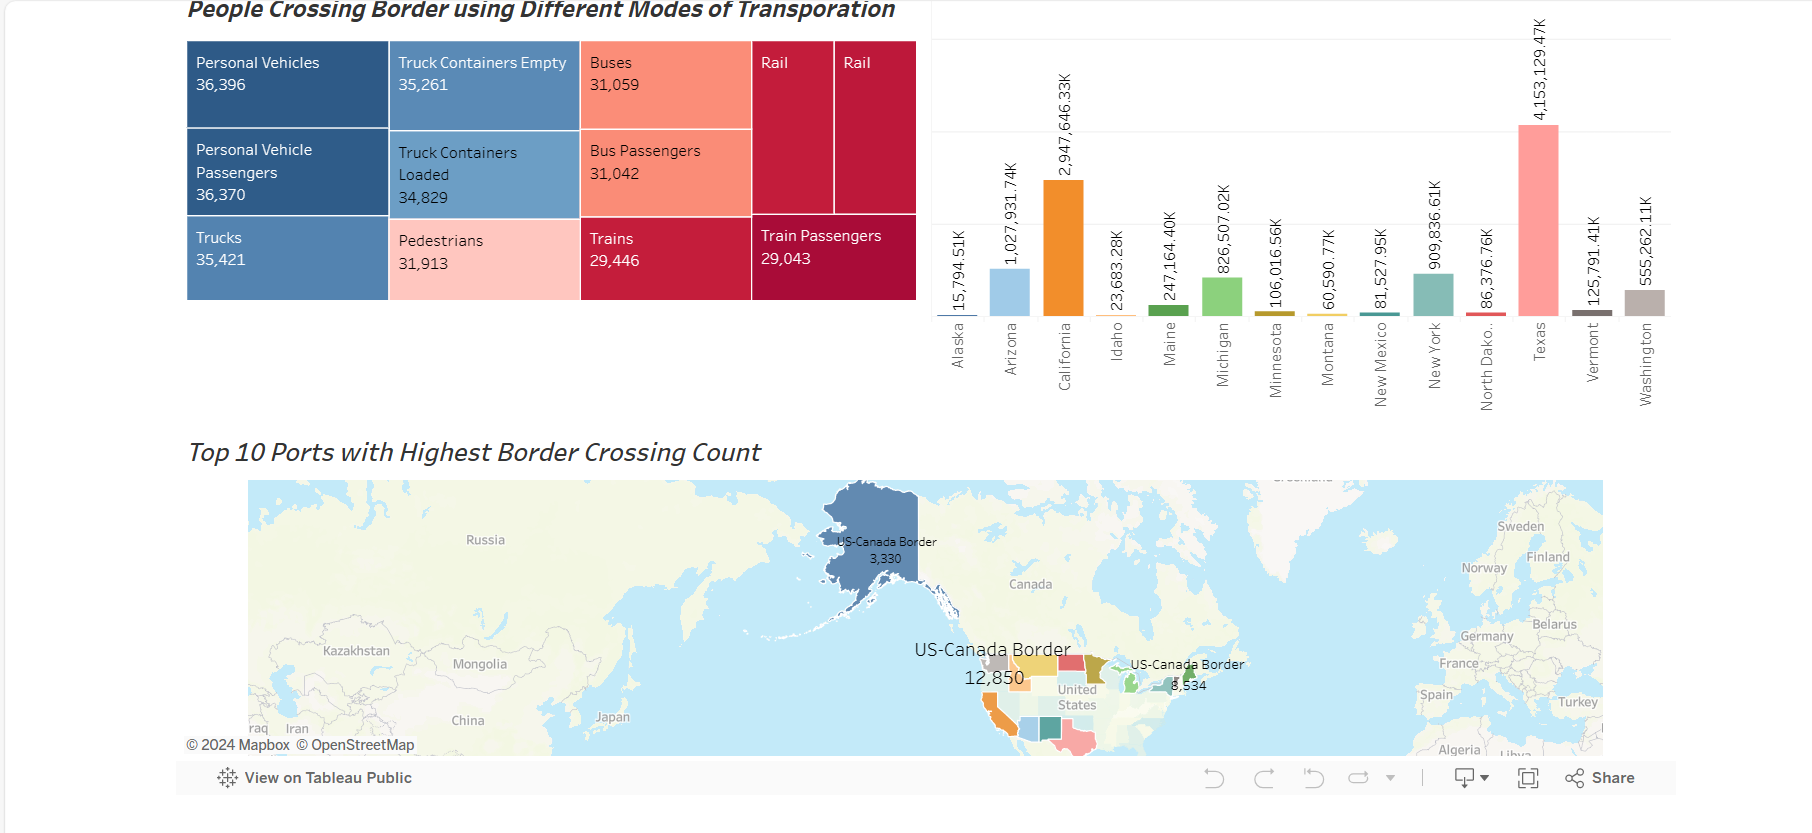 People Crossing Border using Different Modes of Transporation
Personal Vehicles
36,396
Personal Vehicle
Passengers
36,370
Trucks
35,421
Truck Containers Empty
35,261
Truck Containers
Loaded
34,829
Pedestrians
31,913
Buses
31,059
Bus Passengers
31,042
Trains
29,446
Rail
Rail
Train Passengers
29,043
15,794.51K
1,027,931.74K
2,947,646.33K
23,683.28K
247,164.40K
826,507.02K
106,016.56K
60,590.77K
81,527.95K
909,836.61K
86,376.76K
4,153,129.47K
125,791.41K
555,262.11K
Alaska
Arizona
California
Idaho
Maine
Michigan
Minnesota
Montana
New Mexico
New York
North Dako..
Texas
Vermont
Washington
Top 10 Ports with Highest Border Crossing Count
Russia
US-Canada Border
3,330
Canada
Sweden
Finland
Norway
Belarus
Germany
Kazakhstan
Mongolia
US-Canada Border
12,850
US-Canada Border
8,534
France
United
States
Spain
Turkey
China
Japan
raq
Iran
Algeria
© 2024 Mapbox © OpenStreetMap
View on Tableau Public
Share